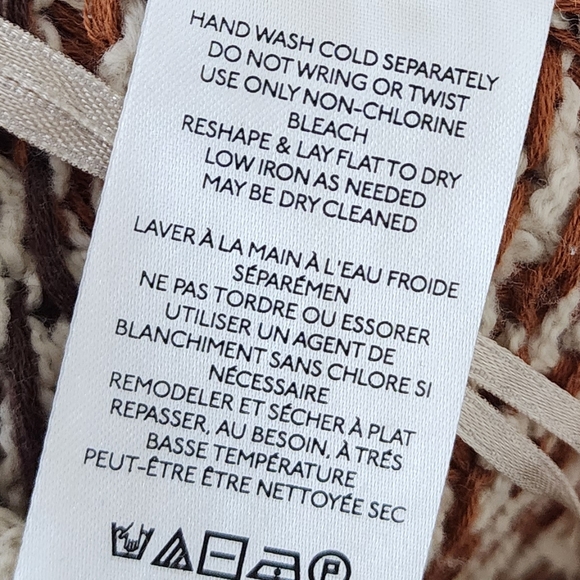 HAND WASH COLD SEPARATELY
DO NOT WRING OR TWIST
USE ONLY NON-CHLORINE
BLEACH
RESHAPE & LAY FLAT TO DRY
LOW IRON AS NEEDED
MAY BE DRY CLEANED
LAVER À LA MAIN À L'EAU FROIDE
SÉPARÉMEN
NE PAS TORDRE OU ESSORER
UTILISER UN AGENT DE
BLANCHIMENT SANS CHLORE SI
NÉCESSAIRE
REMODELER ET SÉCHER À PLAT
REPASSER, AU BESOIN, À TRÉS
BASSE TEMPÉRATURE
PEUT-ÊTRE ÊTRE NETTOYÉE SEC
P